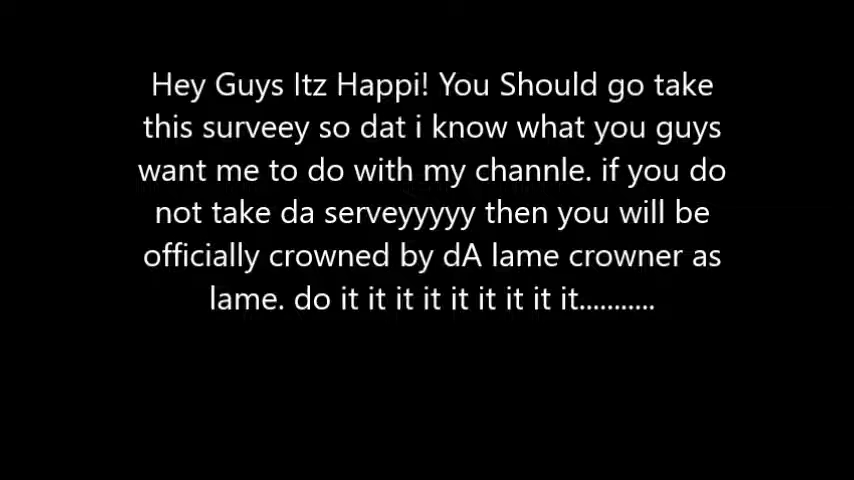 Hey Guys Itz Happi! You Should go take
this surveey so dat i know what you guys
want me to do with my channle. if you do
not take da serveyyyyy then you will be
officially crowned by dA lame crowner as
lame. do it it it it it it it it it...........